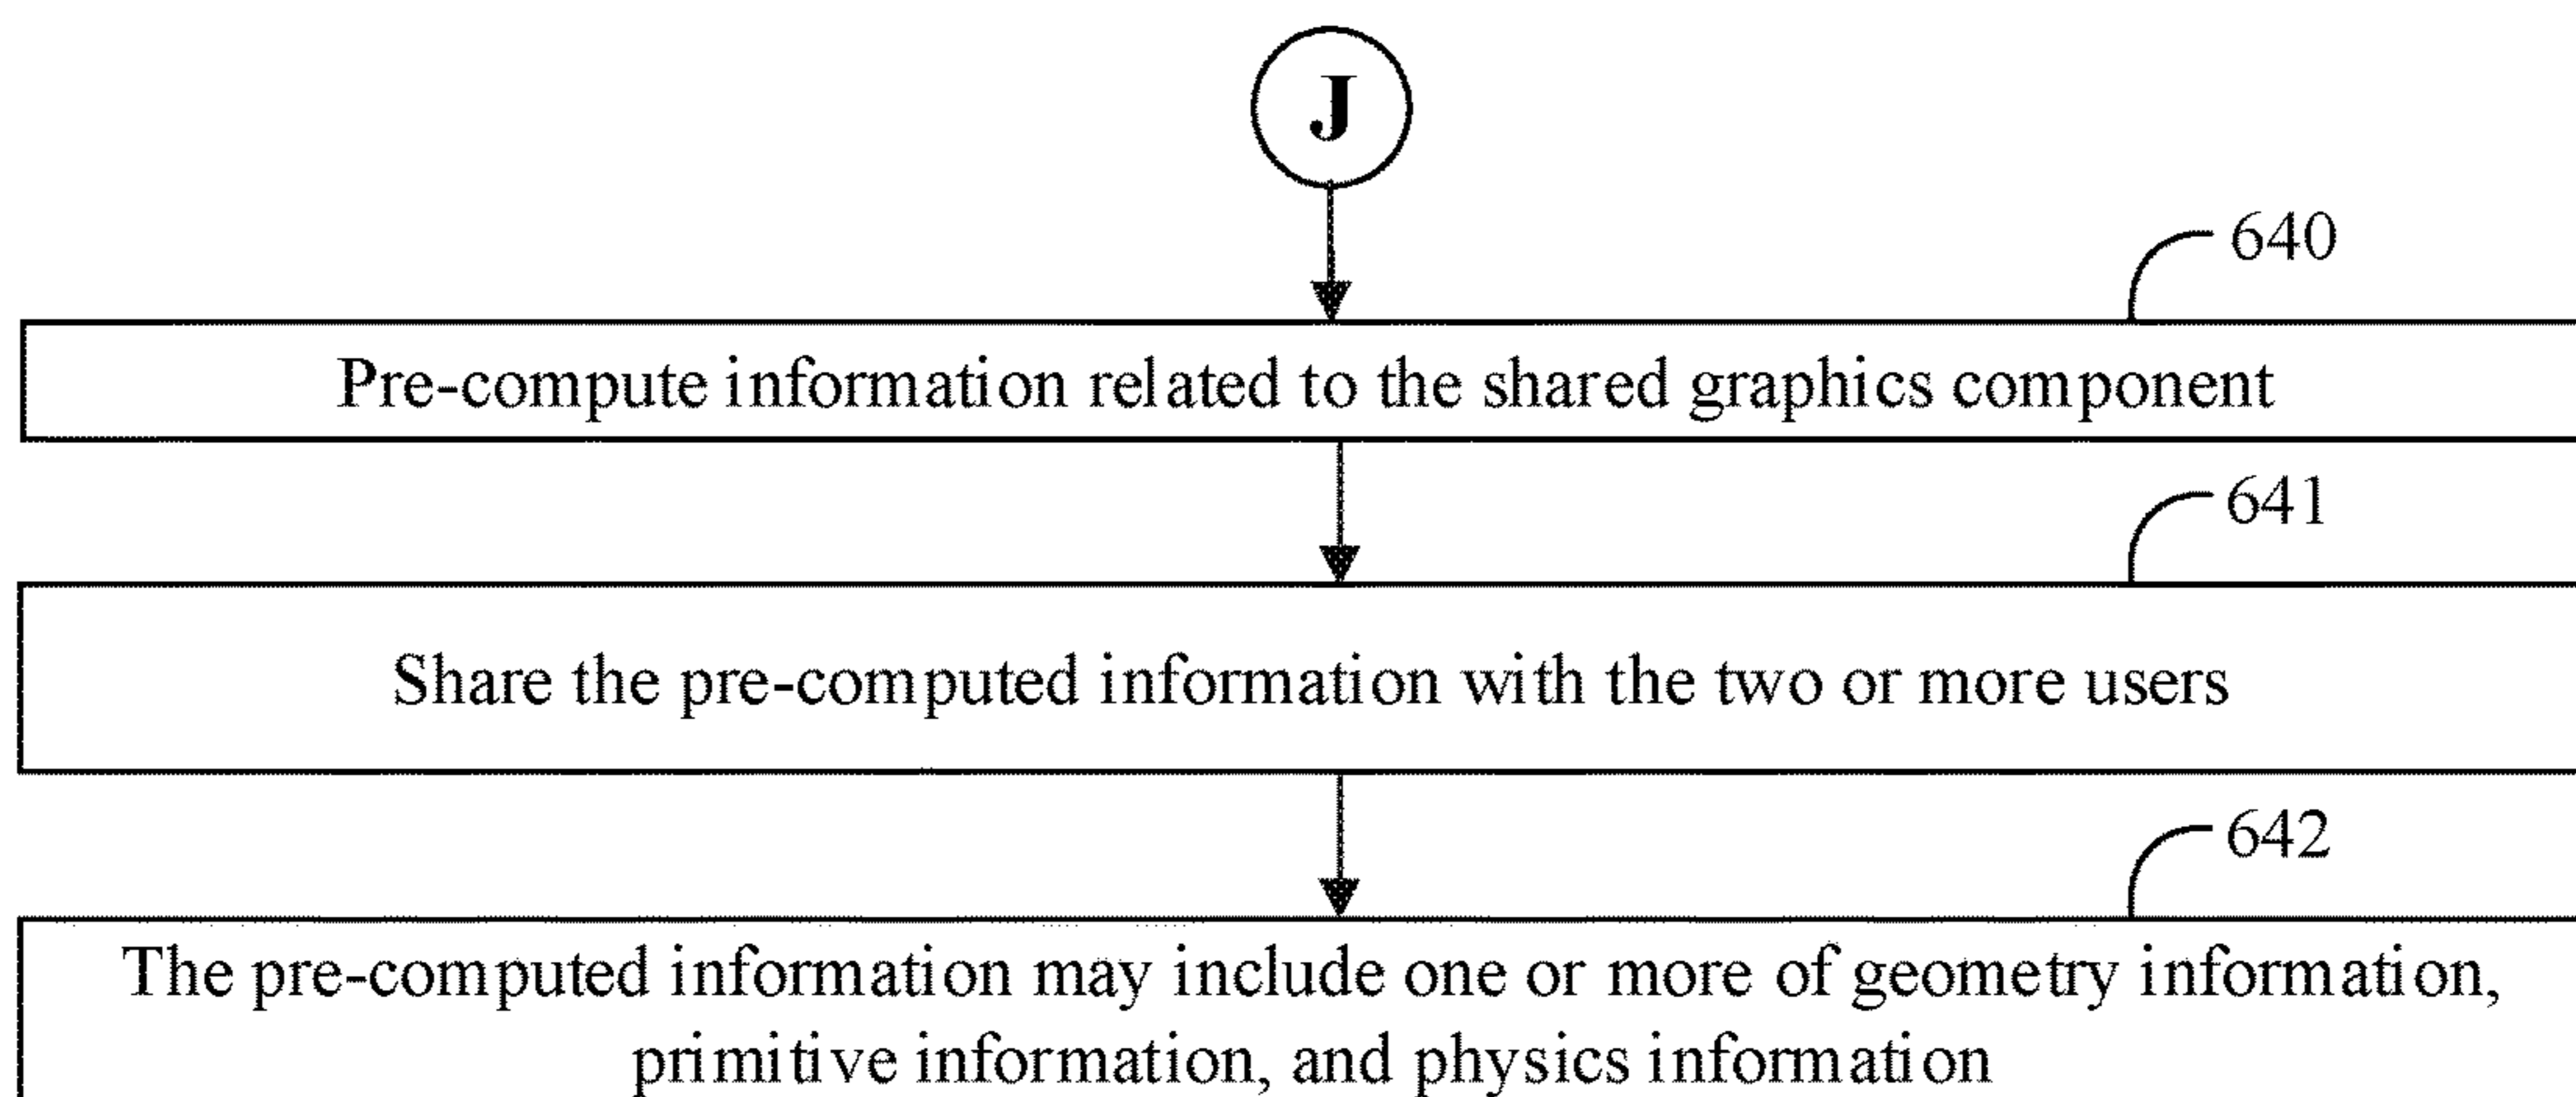 J
640
Pre-compute information related to the shared graphics component
641
Share the pre-computed information with the two or more users
642
The pre-computed information may include one or more of geometry information,
primitive information, and physics information